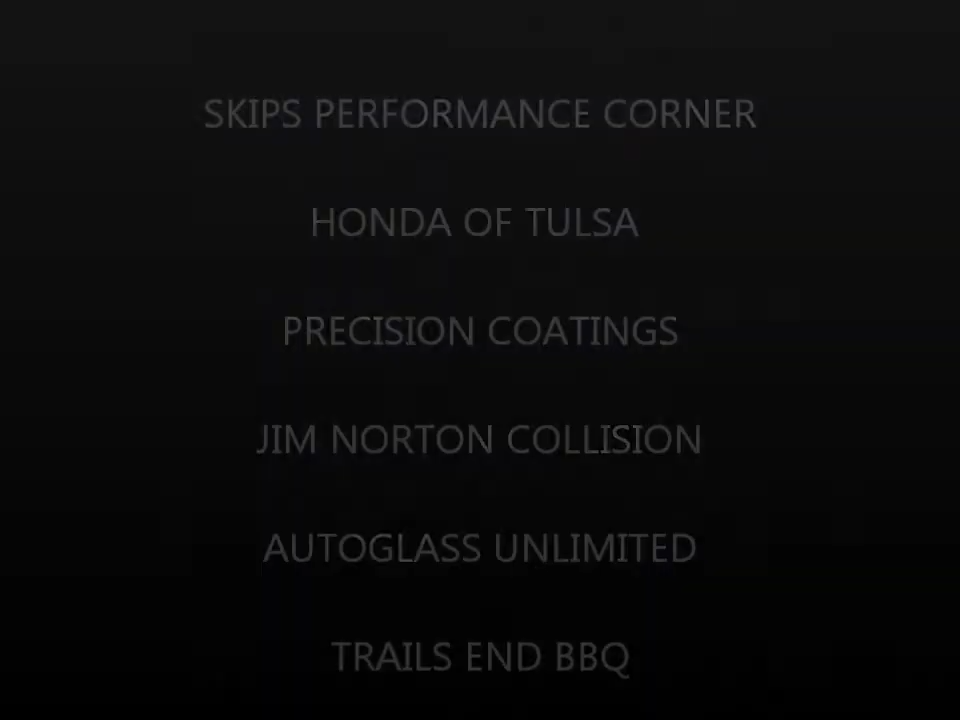 SKIPS PERFORMANCE CORNER
HONDA OF TULSA
PRECISION COATINGS
JIM NORTON COLLISION
AUTOGLASS UNLIMITED
TRAILS END BBQ